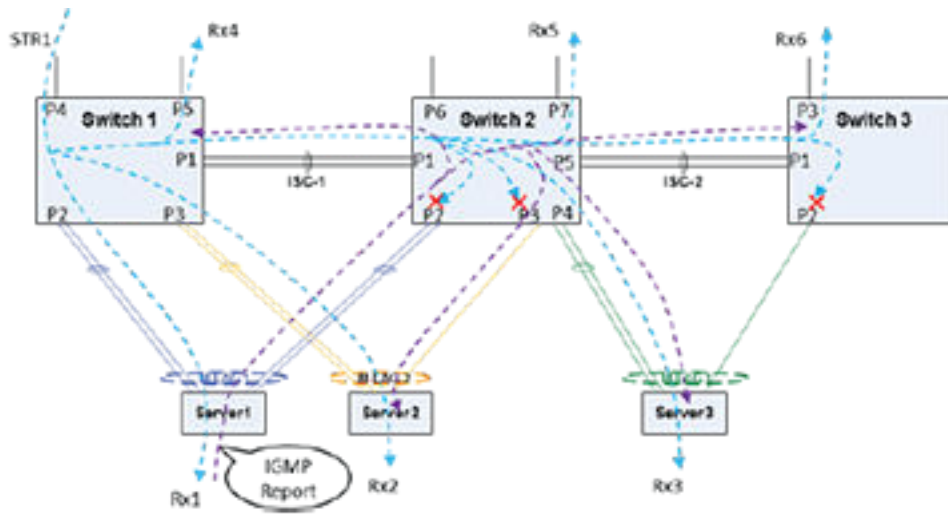 STR1
Rx4
Rx5
Rx6
P4
P5
P6
P7
P3
Switch 1
Switch 2
Switch 3
P1
P1
P5
P1
ISC-1
ISC-2
P2
P3
P2
P3
P4
P2
Server1
Server2
Server3
IGMP
Report
Rx1
Rx2
Rx3